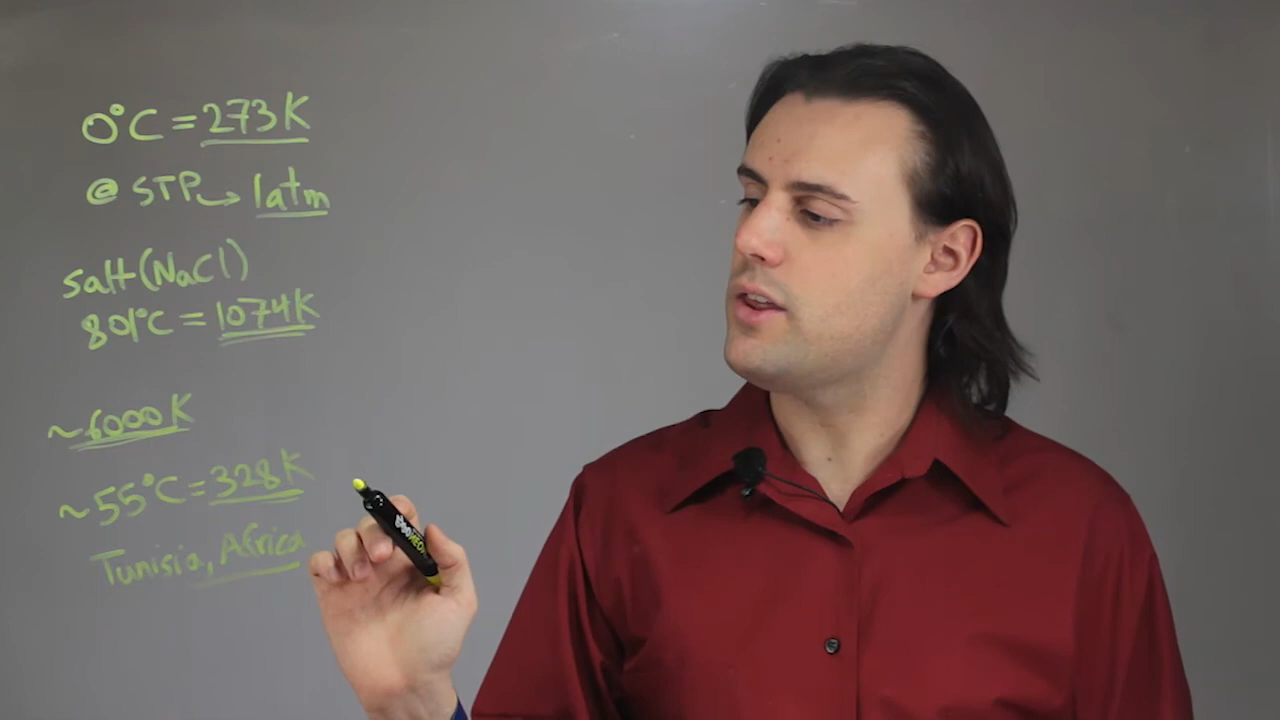 0°C = 273K
@ STP → 1atm
salt (NaCl)
801°C = 1074K
~6000K
~55°C = 328K
Tunisia, Africa